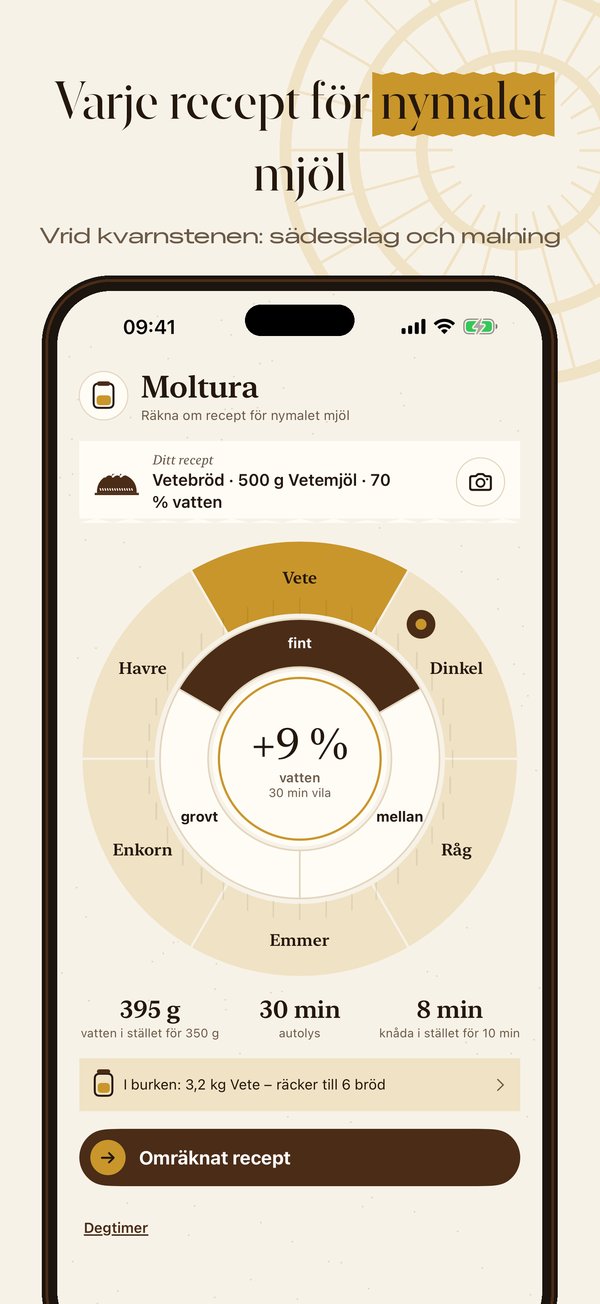 Varje recept för nymalet
mjöl
Vrid kvarnstenen: sädesslag och malning
09:41
Moltura
Räkna om recept för nymalet mjöl
Ditt recept
Vetebröd · 500 g Vetemjöl · 70
% vatten
Vete
fint
Havre
Dinkel
+9 %
vatten
30 min vila
grovt
mellan
Enkorn
Råg
Emmer
395 g
vatten i stället för 350 g
30 min
autolys
8 min
knåda i stället för 10 min
I burken: 3,2 kg Vete – räcker till 6 bröd
Omräknat recept
Degtimer